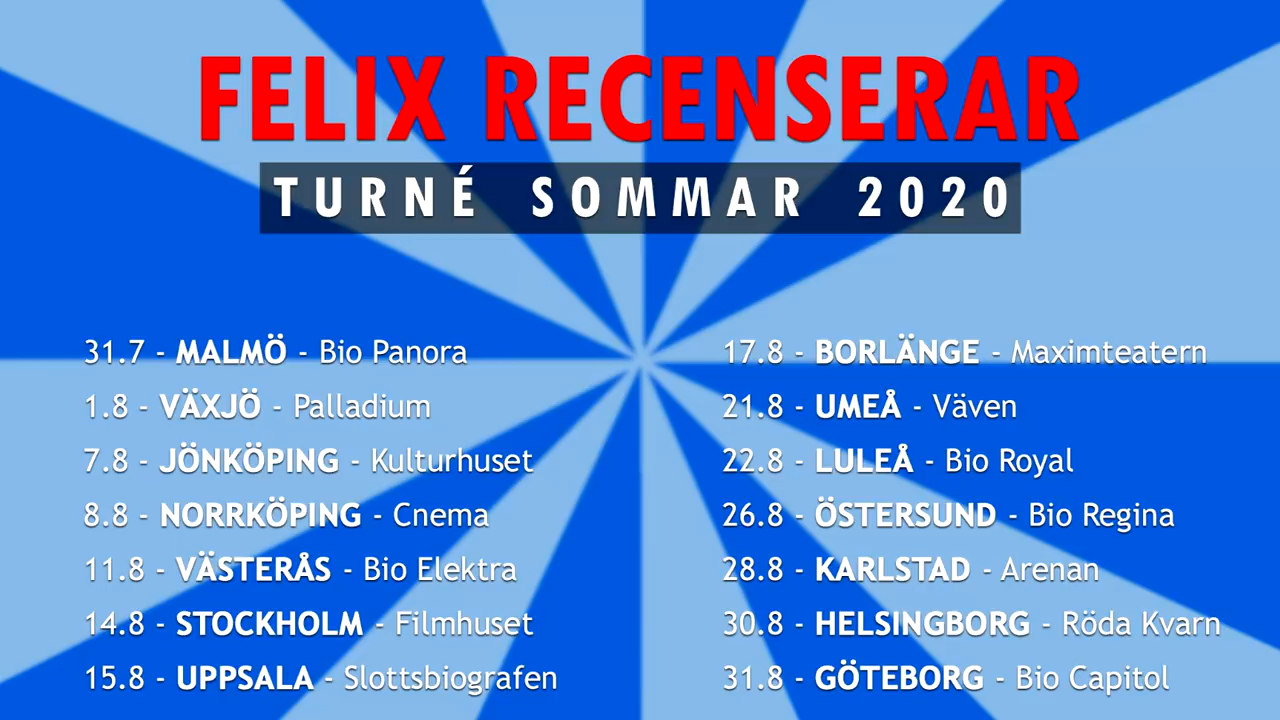 FELIX RECENSERAR
TURNÉ SOMMAR 2020
31.7 - MALMÖ - Bio Panora
1.8 - VÄXJÖ - Palladium
7.8 - JÖNKÖPING - Kulturhuset
8.8 - NORRKÖPING - Cnema
11.8 - VÄSTERÅS - Bio Elektra
14.8 - STOCKHOLM - Filmhuset
15.8 - UPPSALA - Slottsbiografen
17.8 - BORLÄNGE - Maximteatern
21.8 - UMEÅ - Väven
22.8 - LULEÅ - Bio Royal
26.8 - ÖSTERSUND - Bio Regina
28.8 - KARLSTAD - Arenan
30.8 - HELSINGBORG - Röda Kvarn
31.8 - GÖTEBORG - Bio Capitol